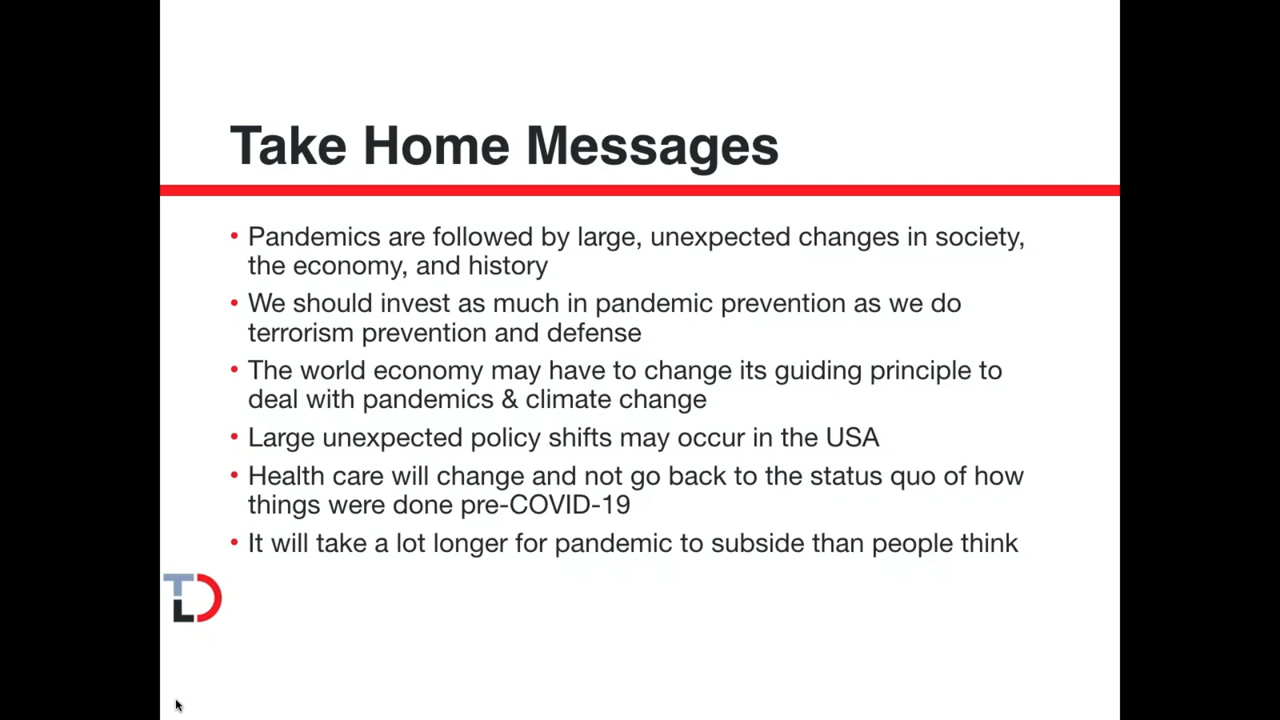 Take Home Messages
• Pandemics are followed by large, unexpected changes in society,
the economy, and history
• We should invest as much in pandemic prevention as we do
terrorism prevention and defense
• The world economy may have to change its guiding principle to
deal with pandemics & climate change
• Large unexpected policy shifts may occur in the USA
• Health care will change and not go back to the status quo of how
things were done pre-COVID-19
• It will take a lot longer for pandemic to subside than people think
TLD